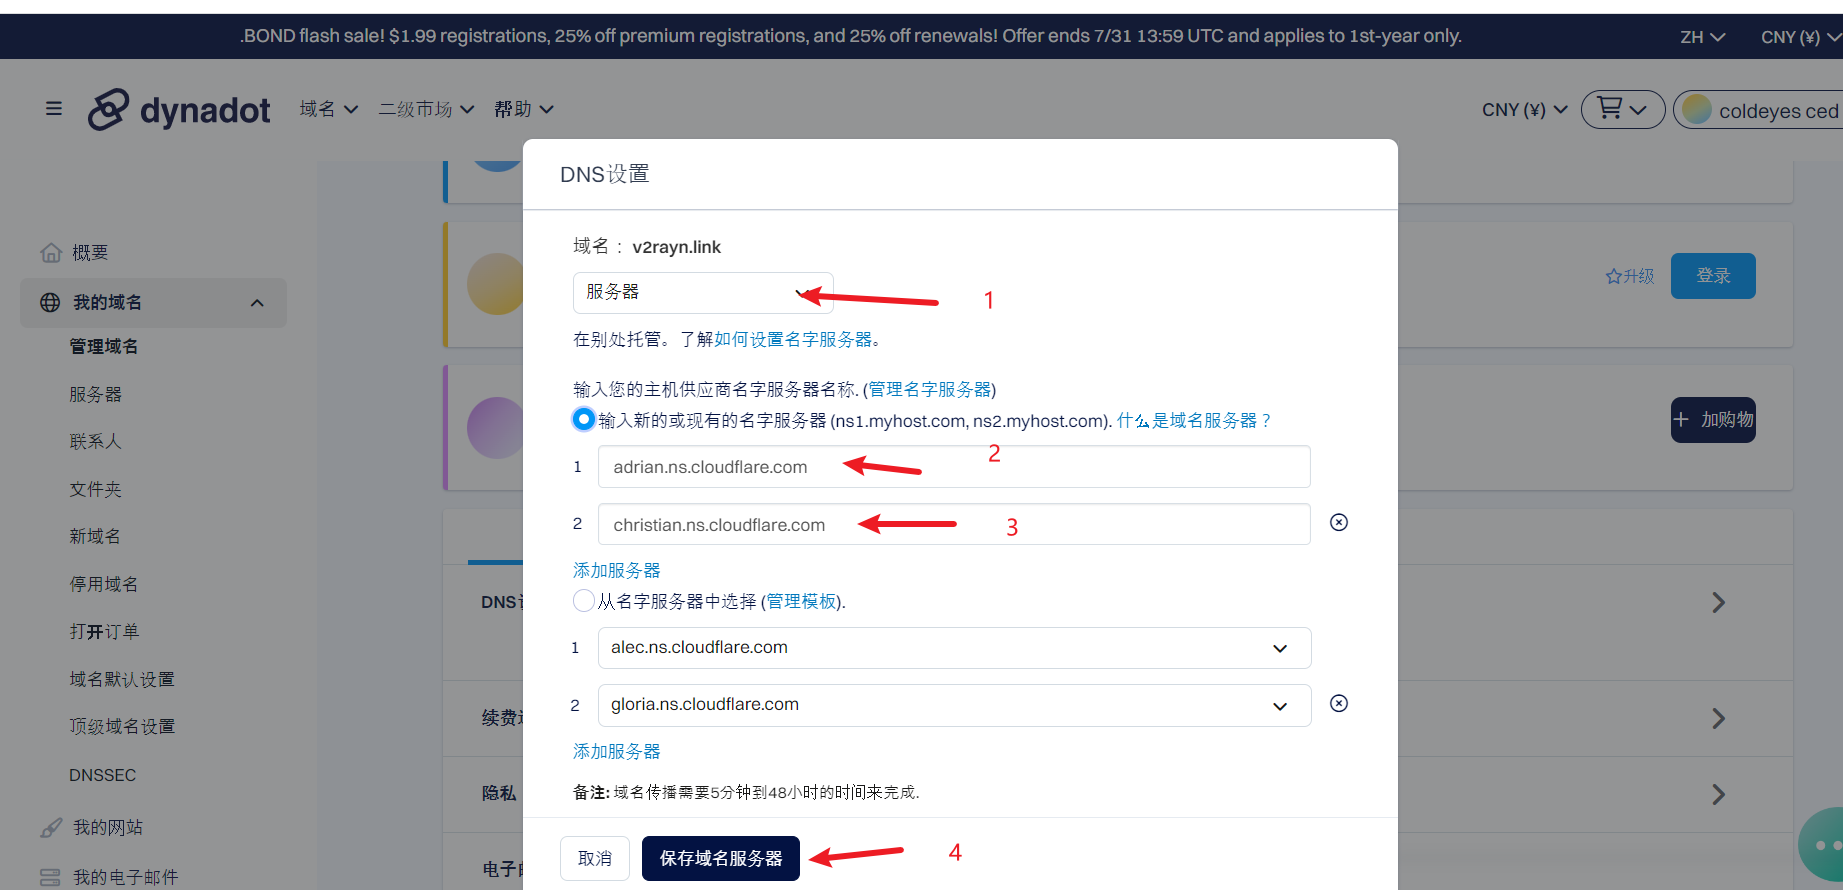 .BOND flash sale! $1.99 registrations, 25% off premium registrations, and 25% off renewals! Offer ends 7/31 13:59 UTC and applies to 1st-year only.
ZH
CNY (¥)
dynadot
域名
二级市场
帮助
CNY (¥)
coldeyes ced
概要
我的域名
管理域名
服务器
联系人
文件夹
新域名
停用域名
打开订单
域名默认设置
顶级域名设置
DNSSEC
我的网站
我的电子邮件
DNS设置
域名： v2rayn.link
服务器
1
在别处托管。了解如何设置名字服务器。
输入您的主机供应商名字服务器名称. (管理名字服务器)
输入新的或现有的名字服务器 (ns1.myhost.com, ns2.myhost.com). 什么是域名服务器？
2
1 adrian.ns.cloudflare.com
2 christian.ns.cloudflare.com
3
添加服务器
从名字服务器中选择 (管理模板).
1 alec.ns.cloudflare.com
2 gloria.ns.cloudflare.com
添加服务器
备注: 域名传播需要5分钟到48小时的时间来完成.
取消
保存域名服务器
4
升级
登录
+ 加购物
DNS
续费
隐私
电子